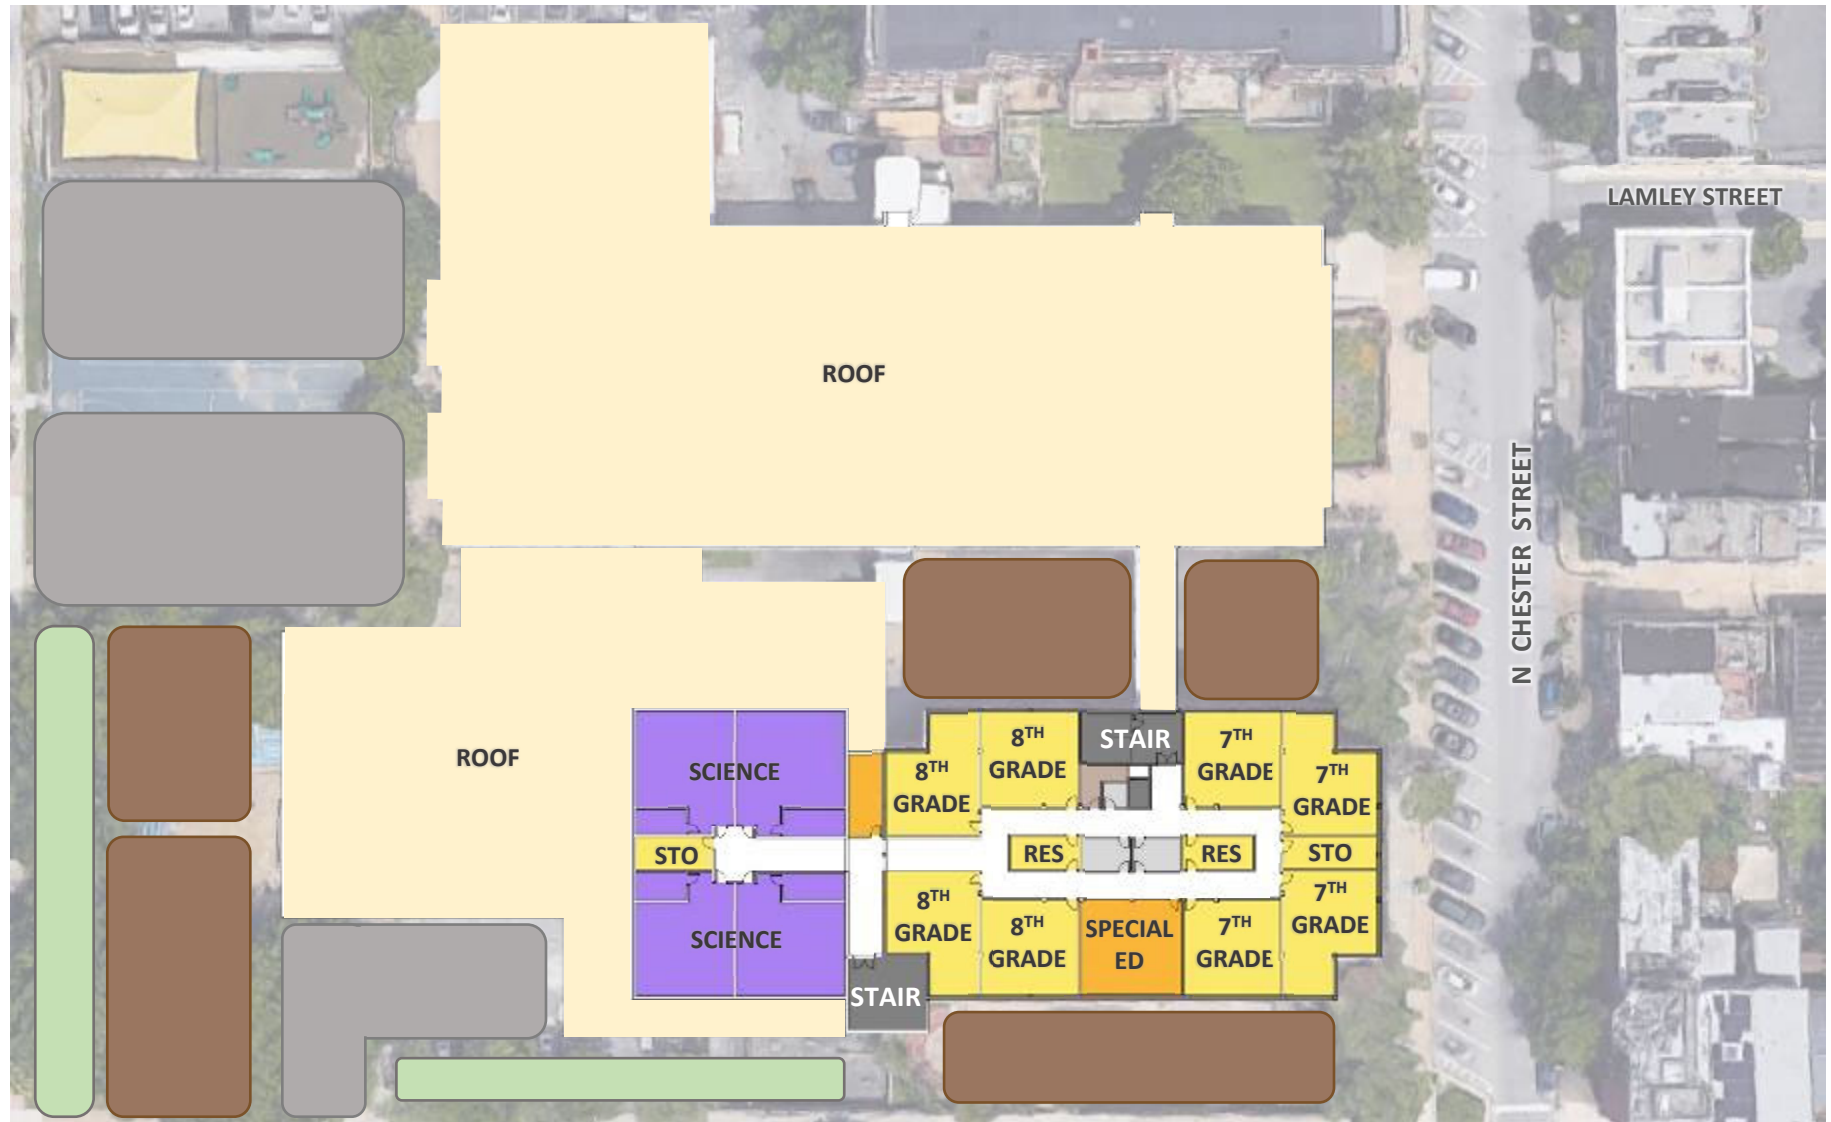 LAMLEY STREET
ROOF
N CHESTER STREET
ROOF
SCIENCE
8TH
GRADE
8TH
GRADE
STAIR
7TH
GRADE
7TH
GRADE
STO
RES
RES
STO
SCIENCE
8TH
GRADE
8TH
GRADE
SPECIAL
ED
7TH
GRADE
7TH
GRADE
STAIR